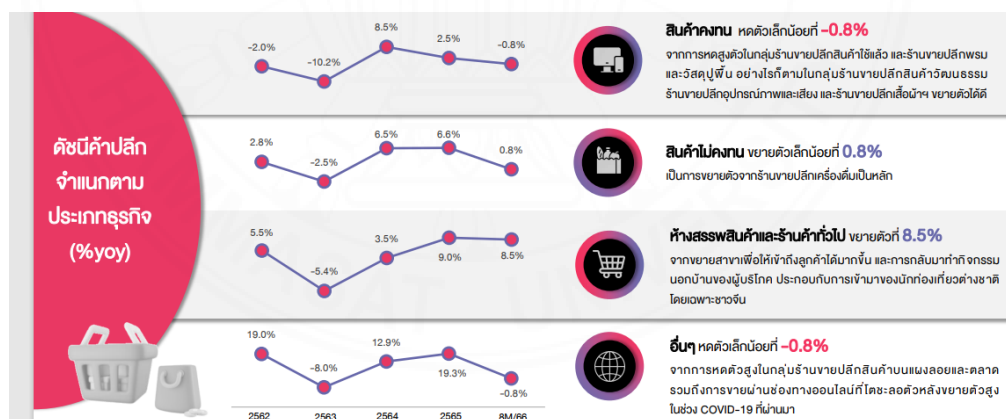 ดัชนีค้าปลีก
จำแนกตาม
ประเภทธุรกิจ
(%yoy)
-2.0%
-10.2%
8.5%
2.5%
-0.8%
สินค้าคงทน หดตัวเล็กน้อยที่ -0.8%
จากการหดสูงตัวในกลุ่มร้านขายปลีกสินค้าใช้แล้ว และร้านขายปลีกพรม
และวัสดุปูพื้น อย่างไรก็ตามในกลุ่มร้านขายปลีกสินค้าวัฒนธรรม
ร้านขายปลีกอุปกรณ์ภาพและเสียง และร้านขายปลีกเสื้อผ้าฯ ขยายตัวได้ดี
2.8%
-2.5%
6.5%
6.6%
0.8%
สินค้าไม่คงทน ขยายตัวเล็กน้อยที่ 0.8%
เป็นการขยายตัวจากร้านขายปลีกเครื่องดื่มเป็นหลัก
5.5%
-5.4%
3.5%
9.0%
8.5%
ห้างสรรพสินค้าและร้านค้าทั่วไป ขยายตัวที่ 8.5%
จากขยายสาขาเพื่อให้เข้าถึงลูกค้าได้มากขึ้น และการกลับมาทำกิจกรรม
นอกบ้านของผู้บริโภค ประกอบกับการเข้ามาของนักท่องเที่ยวต่างชาติ
โดยเฉพาะชาวจีน
19.0%
-8.0%
12.9%
19.3%
-0.8%
อื่นๆ หดตัวเล็กน้อยที่ -0.8%
จากการหดตัวสูงในกลุ่มร้านขายปลีกสินค้าบนแผงลอยและตลาด
รวมถึงการขายผ่านช่องทางออนไลน์ที่โตชะลอตัวหลังขยายตัวสูง
ในช่วง COVID-19 ที่ผ่านมา
2562 2563 2564 2565 8M/66